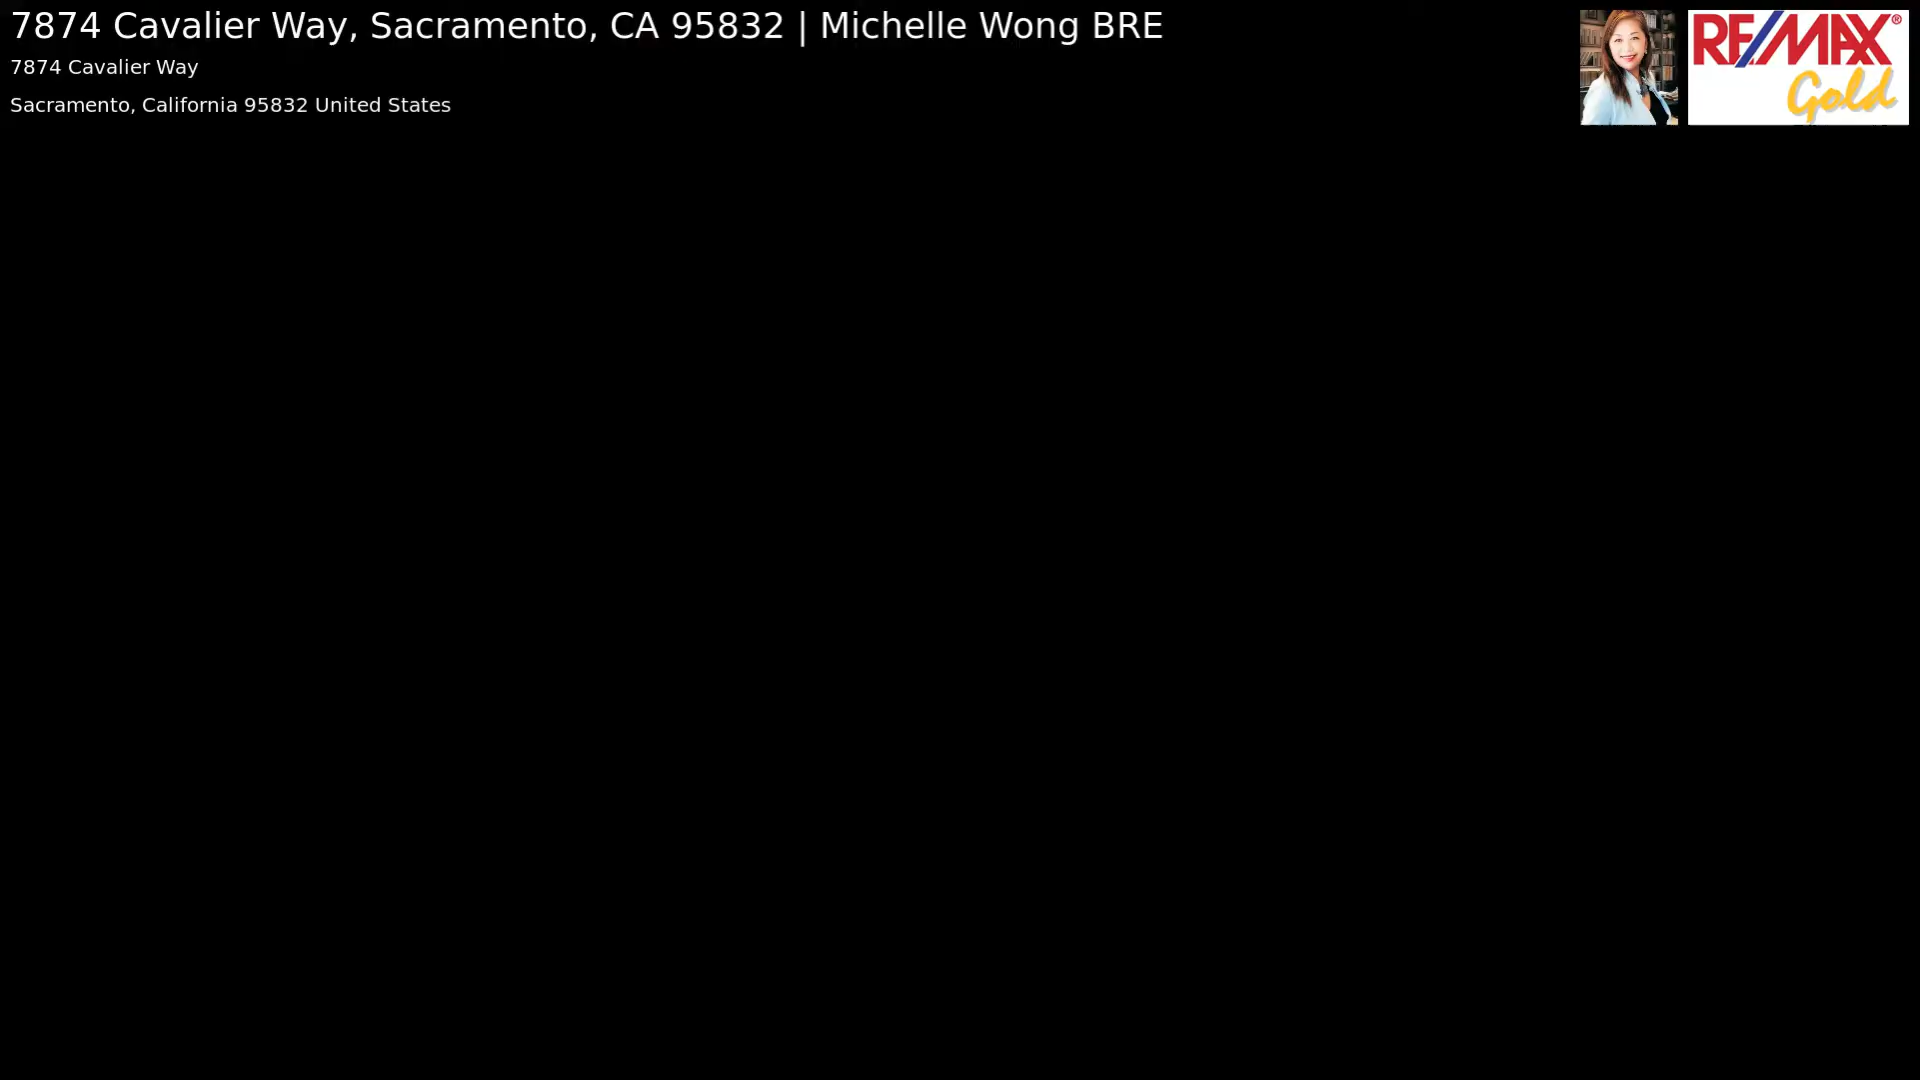 7874 Cavalier Way, Sacramento, CA 95832 | Michelle Wong BRE
7874 Cavalier Way
Sacramento, California 95832 United States
RE/MAX®
Gold